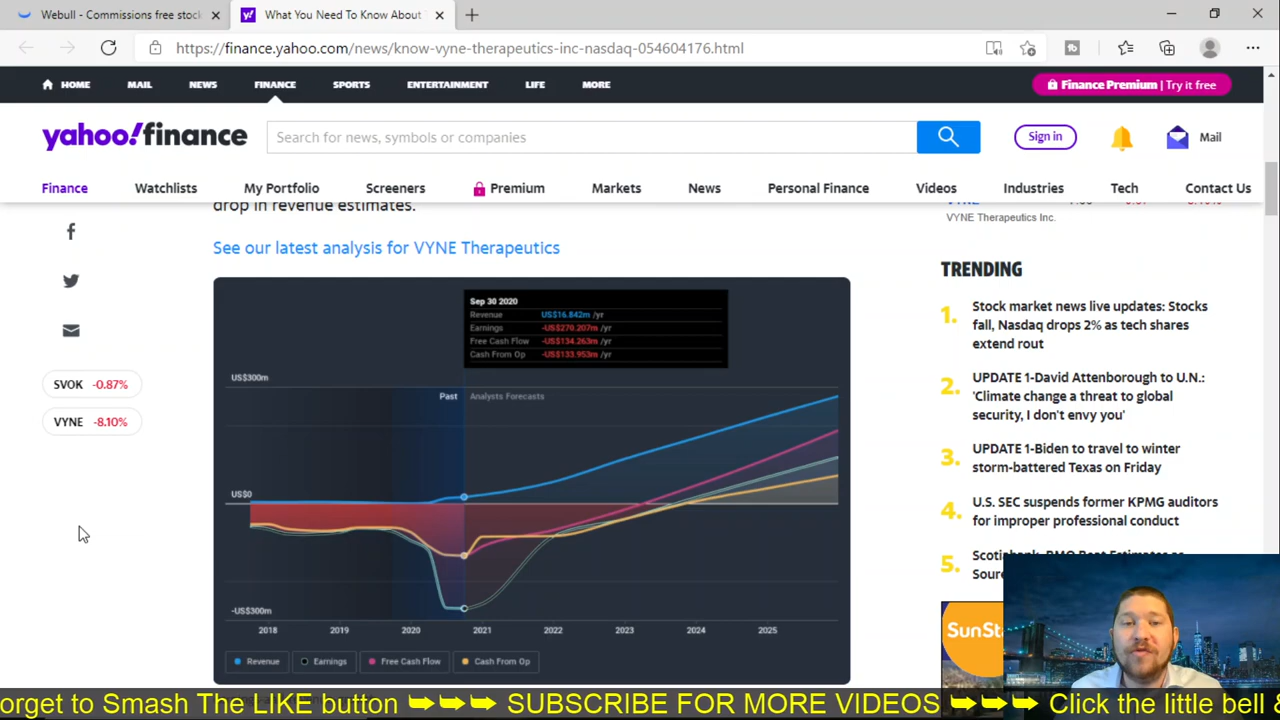 Webull - Commissions free stock
What You Need To Know About
https://finance.yahoo.com/news/know-vyne-therapeutics-inc-nasdaq-054604176.html
HOME MAIL NEWS FINANCE SPORTS ENTERTAINMENT LIFE MORE
Finance Premium | Try it free
yahoo!finance
Search for news, symbols or companies
Sign in
Mail
Finance Watchlists My Portfolio Screeners Premium Markets News Personal Finance Videos Industries Tech Contact Us
drop in revenue estimates.
VYNE Therapeutics Inc.
See our latest analysis for VYNE Therapeutics
SVOK -0.87%
VYNE -8.10%
Sep 30 2020
Revenue US$16.842m /yr
Earnings -US$270.207m /yr
Free Cash Flow -US$134.263m /yr
Cash From Op -US$133.953m /yr
US$300m
Past Analysts Forecasts
US$0
-US$300m
2018 2019 2020 2021 2022 2023 2024 2025
Revenue Earnings Free Cash Flow Cash From Op
TRENDING
1. Stock market news live updates: Stocks
fall, Nasdaq drops 2% as tech shares
extend rout
2. UPDATE 1-David Attenborough to U.N.:
'Climate change a threat to global
security, I don't envy you'
3. UPDATE 1-Biden to travel to winter
storm-battered Texas on Friday
4. U.S. SEC suspends former KPMG auditors
for improper professional conduct
5.
SunSt
orget to Smash The LIKE button ➥➥➥ SUBSCRIBE FOR MORE VIDEOS ➥➥➥ Click the little bell &